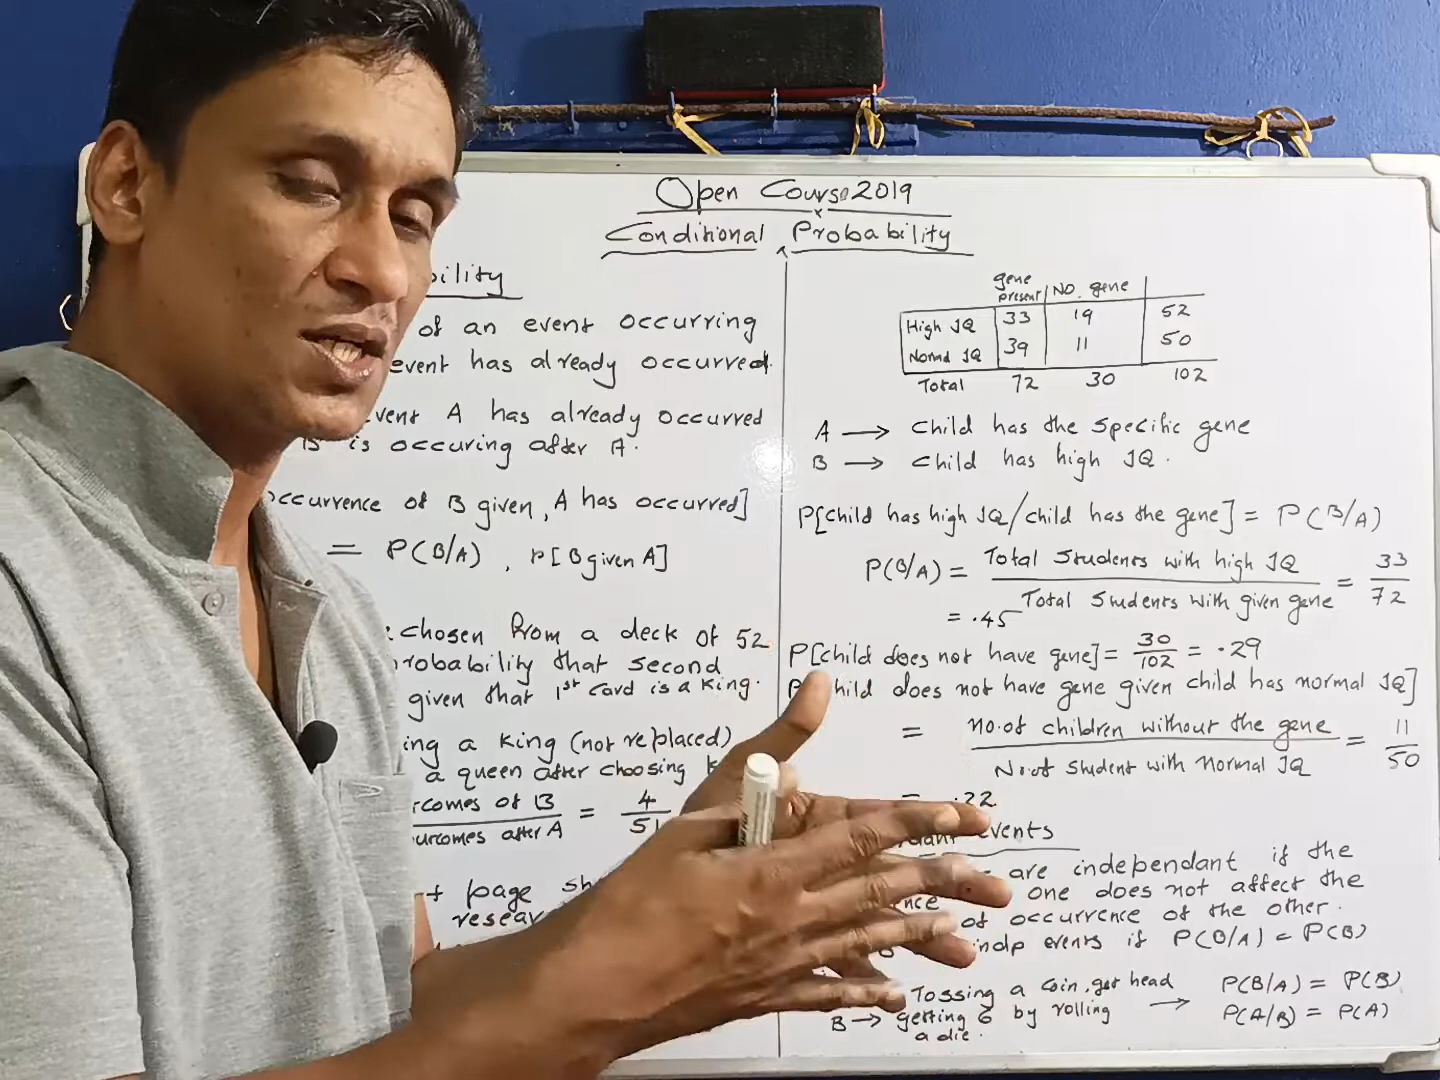 Open Course 2019
Conditional Probability
of an event occurring
event has already occurred.
A has already occurred
B is occuring after A.
occurrence of B given, A has occurred]
= P(B/A), P[B given A]
chosen from a deck of 52
probability that second
given that 1st card is a king.
a king (not replaced)
a queen after choosing
outcomes of B = 4
outcomes after A 51
page
gene present NO. gene
High IQ 33 19 52
Normal IQ 39 11 50
Total 72 30 102
A → child has the specific gene
B → child has high IQ.
P[child has high IQ/child has the gene] = P(B/A)
P(B/A) = Total Students with high IQ = 33
Total Students with given gene 72
= .45
P[child does not have gene] = 30/102 = .29
child does not have gene given child has normal IQ]
= no. of children without the gene = 11
No. of student with normal IQ 50
= .22
events
are independant if the
one does not affect the
of occurrence of the other.
indp events if P(B/A) = P(B)
Tossing a coin, get head → P(B/A) = P(B)
B → getting 6 by rolling P(A/B) = P(A)
a die.